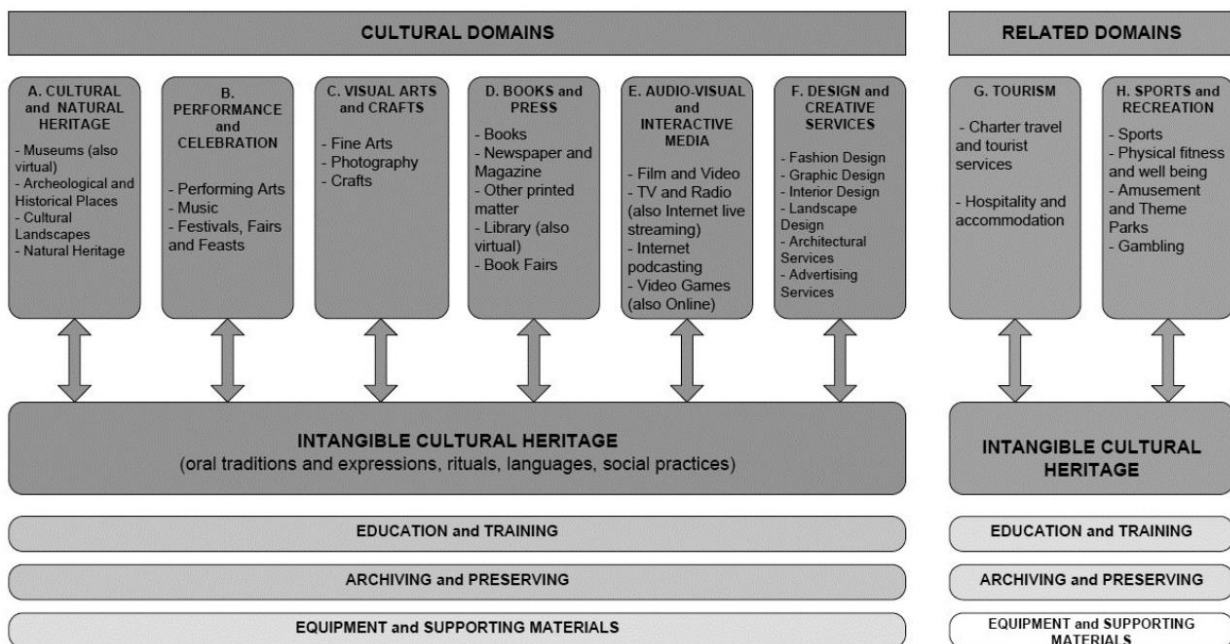 CULTURAL DOMAINS
RELATED DOMAINS
A. CULTURAL
and NATURAL
HERITAGE
- Museums (also
virtual)
- Archeological and
Historical Places
- Cultural
Landscapes
- Natural Heritage
B.
PERFORMANCE
and
CELEBRATION
- Performing Arts
- Music
- Festivals, Fairs
and Feasts
C. VISUAL ARTS
and CRAFTS
- Fine Arts
- Photography
- Crafts
D. BOOKS and
PRESS
- Books
- Newspaper and
Magazine
- Other printed
matter
- Library (also
virtual)
- Book Fairs
E. AUDIO-VISUAL
and
INTERACTIVE
MEDIA
- Film and Video
- TV and Radio
(also Internet live
streaming)
- Internet
podcasting
- Video Games
(also Online)
F. DESIGN and
CREATIVE
SERVICES
- Fashion Design
- Graphic Design
- Interior Design
- Landscape
Design
- Architectural
Services
- Advertising
Services
G. TOURISM
- Charter travel
and tourist
services
- Hospitality and
accommodation
H. SPORTS and
RECREATION
- Sports
- Physical fitness
and well being
- Amusement
and Theme
Parks
- Gambling
INTANGIBLE CULTURAL HERITAGE
(oral traditions and expressions, rituals, languages, social practices)
INTANGIBLE CULTURAL
HERITAGE
EDUCATION and TRAINING
EDUCATION and TRAINING
ARCHIVING and PRESERVING
ARCHIVING and PRESERVING
EQUIPMENT and SUPPORTING MATERIALS
EQUIPMENT and SUPPORTING
MATERIALS